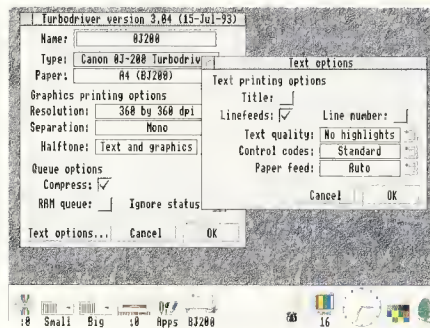 Turbodriver version 3.04 (15-Jul-93)
Name: BJ200
Type: Canon BJ-200 Turbodriv
Paper: A4 (BJ200)
Graphics printing options
Resolution: 360 by 360 dpi
Separation: Mono
Halftone: Text and graphics
Queue options
Compress:
RAM queue: Ignore status
Text options... Cancel OK
Text options
Text printing options
Title:
Linefeeds: Line number:
Text quality: No highlights
Control codes: Standard
Paper feed: Auto
Cancel OK
:0 Small Big :0 Apps BJ200 16